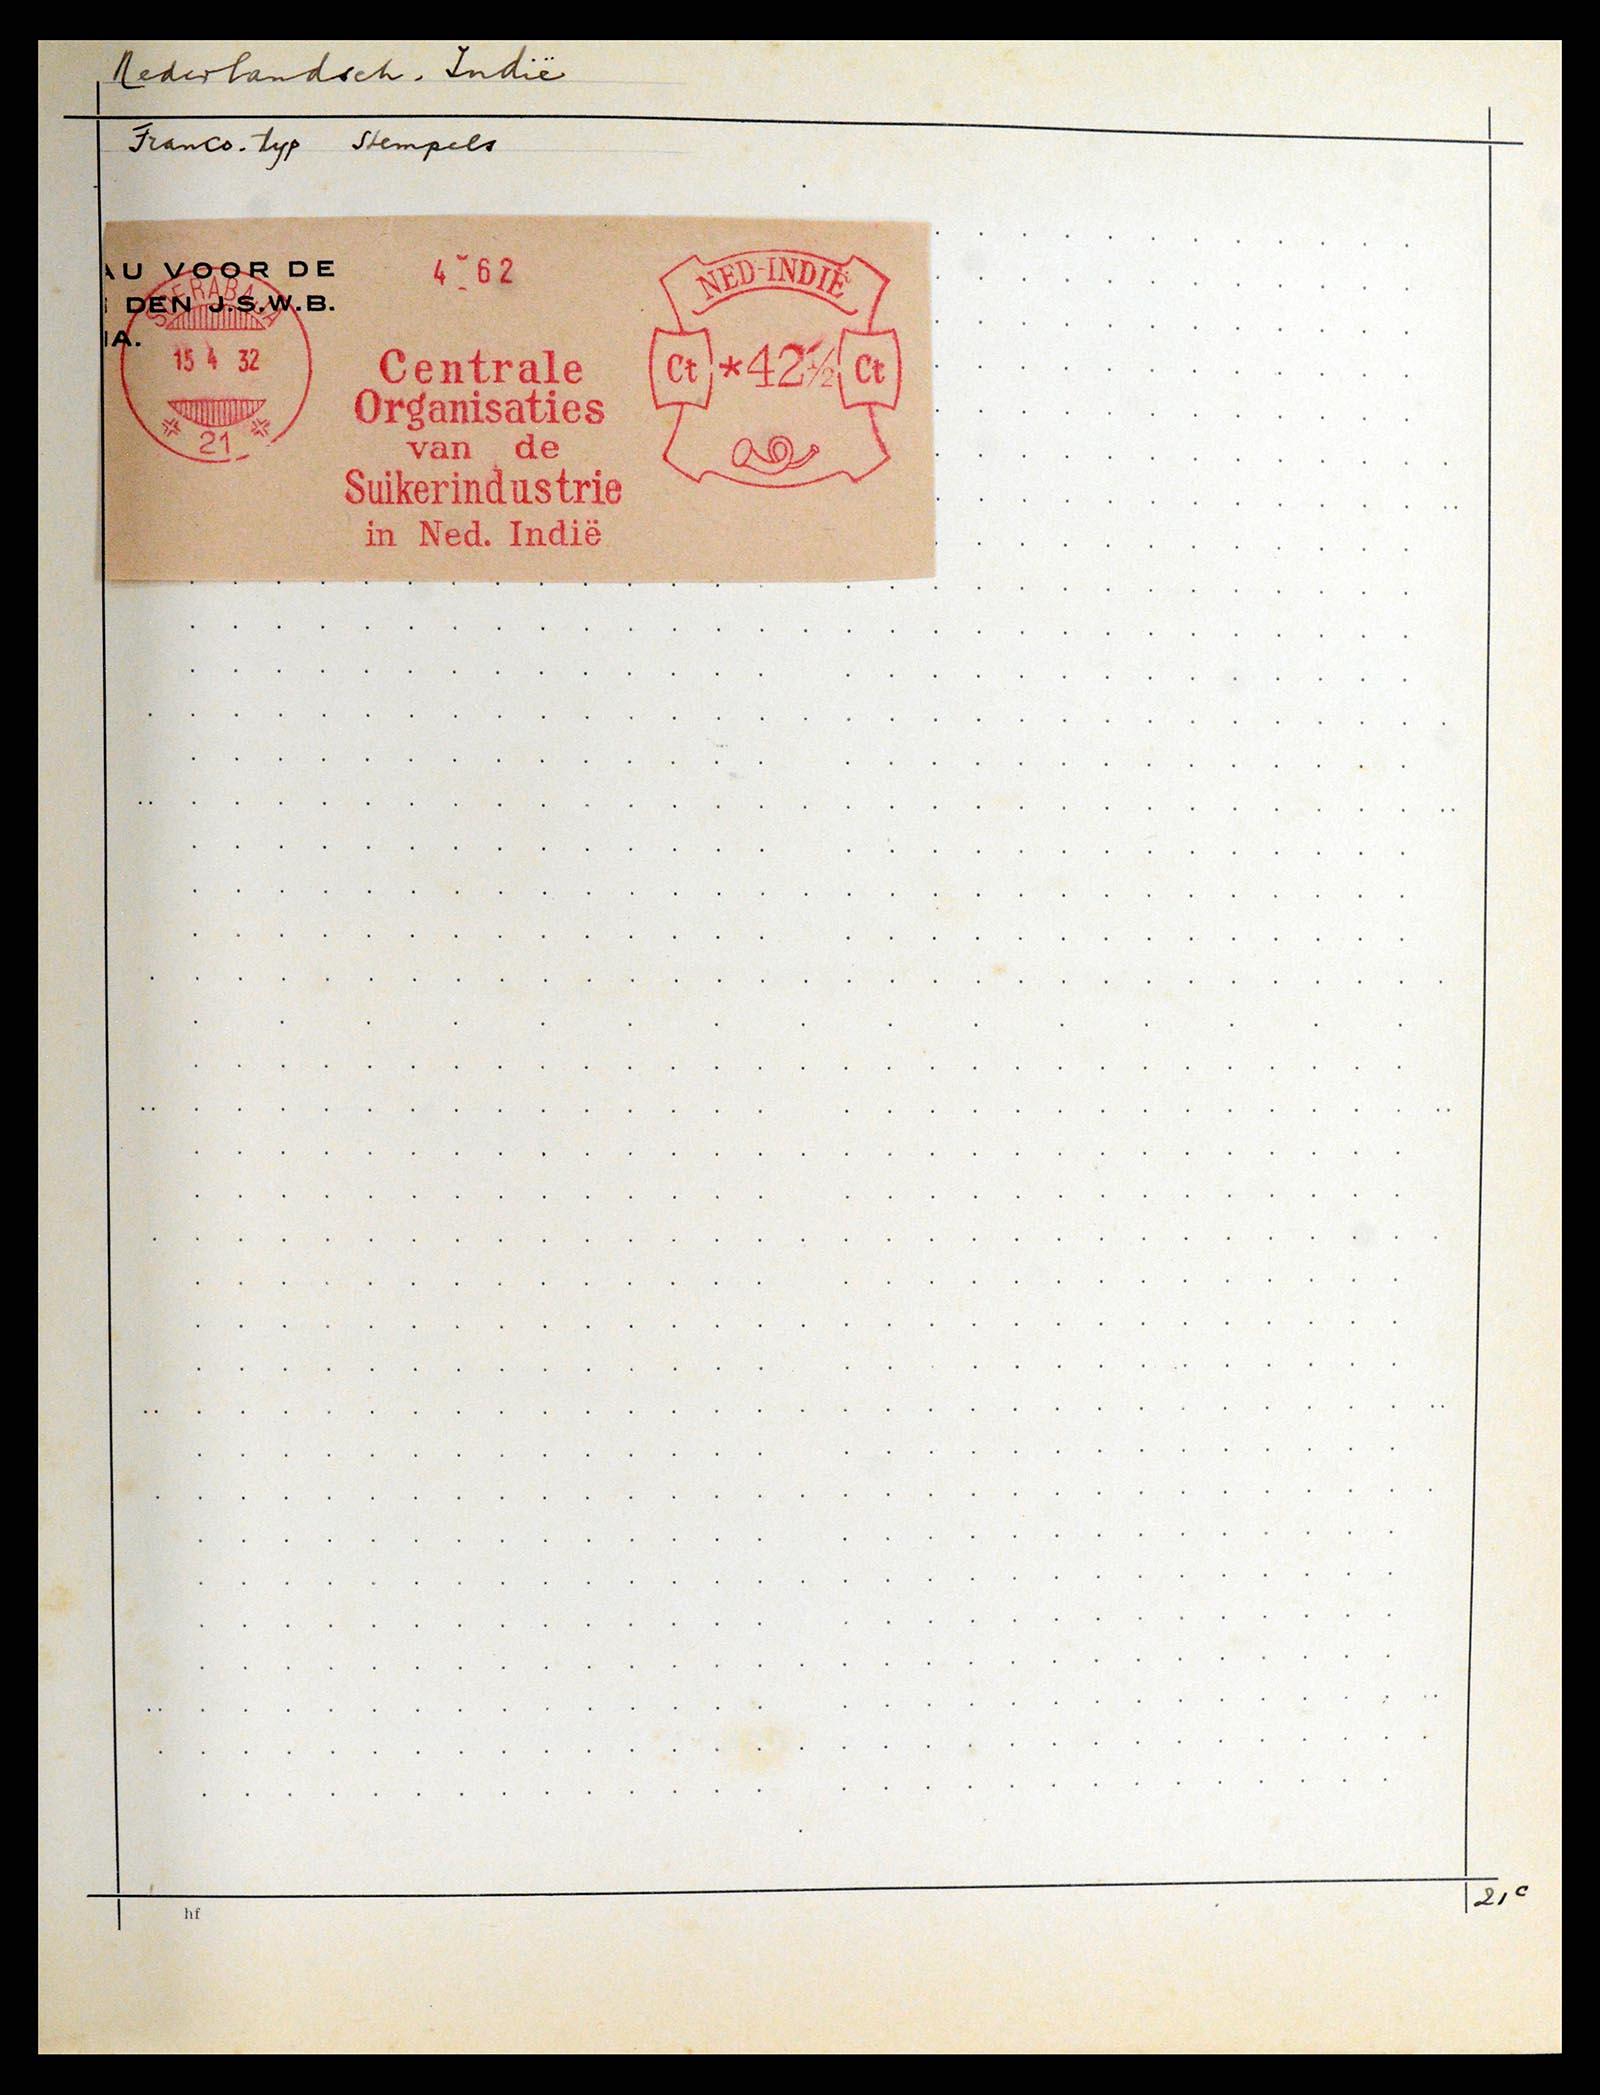 Nederlandsch. Indië
Franco. typ Stempels
AU VOOR DE
DEN J.S.W.B.
IA.
SOERABAJA
15 4 32
21
4 62
Centrale
Organisaties
van de
Suikerindustrie
in Ned. Indië
NED-INDIË
Ct *42½ Ct
hf
21c